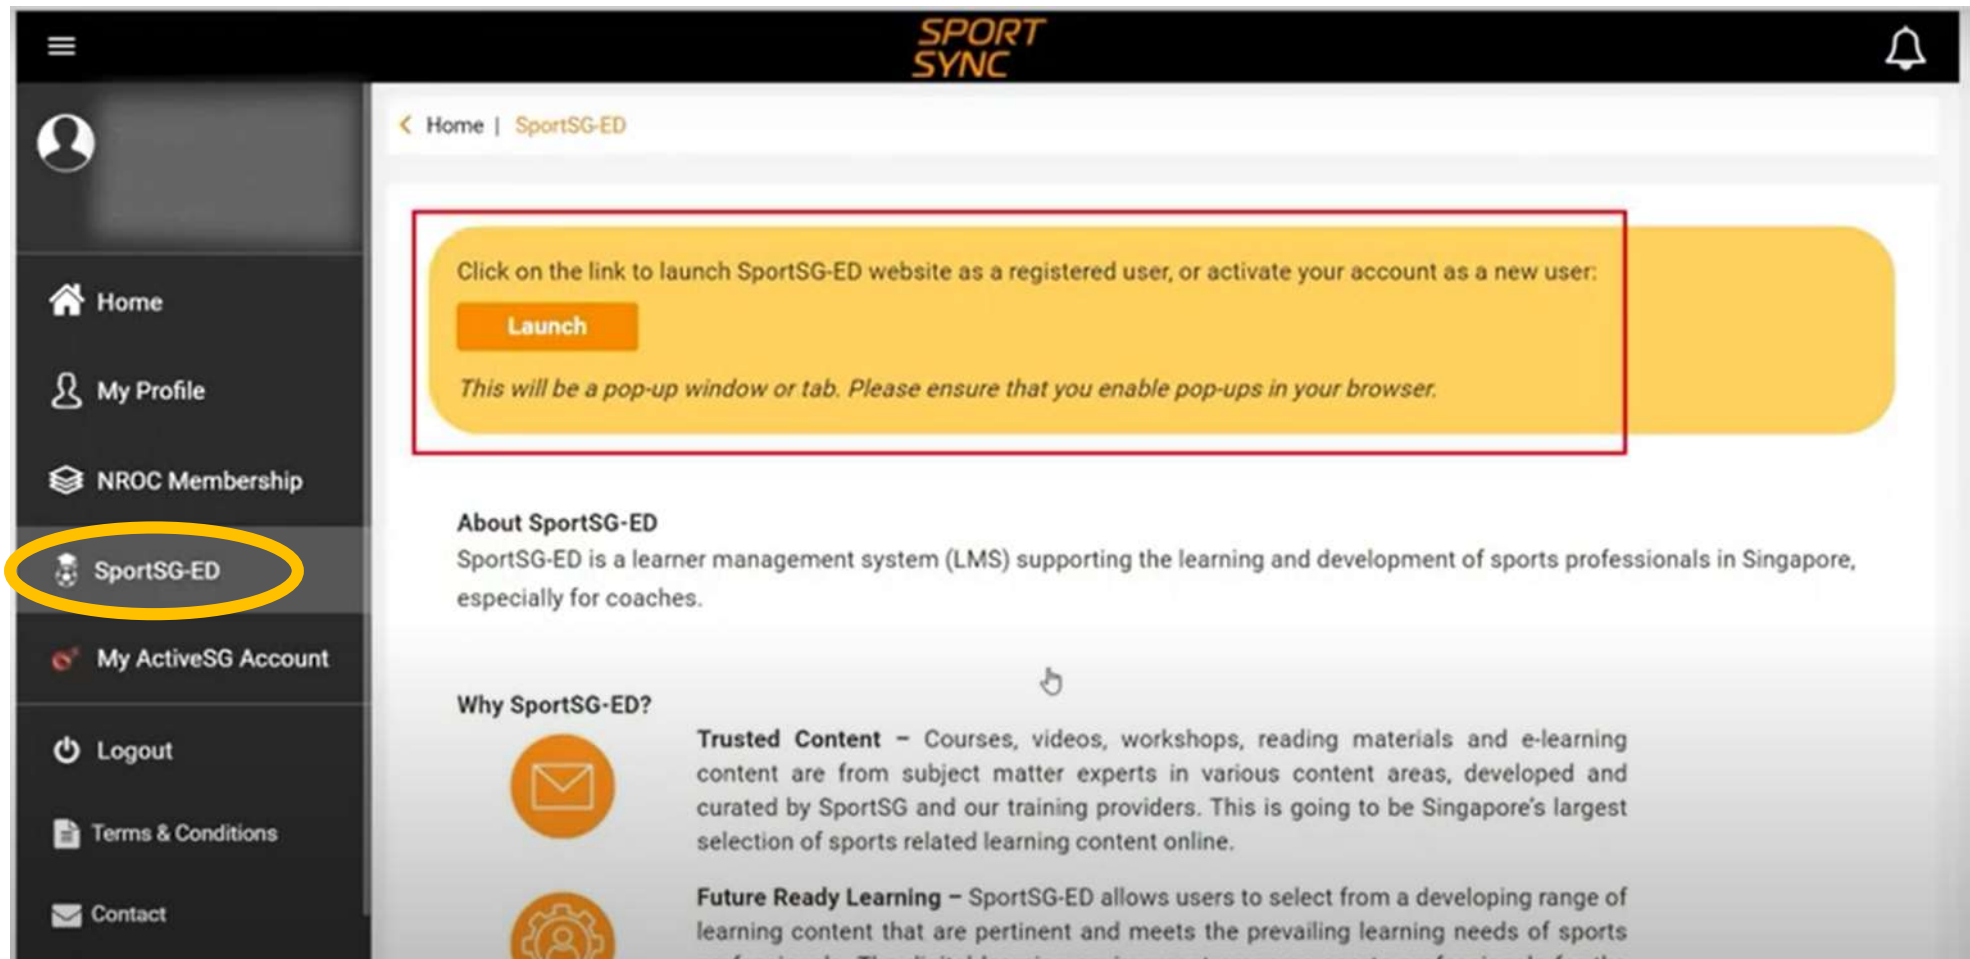 SPORT
SYNC
Home | SportSG-ED
Home
My Profile
NROC Membership
SportSG-ED
My ActiveSG Account
Logout
Terms & Conditions
Contact
Click on the link to launch SportSG-ED website as a registered user, or activate your account as a new user:
Launch
This will be a pop-up window or tab. Please ensure that you enable pop-ups in your browser.
About SportSG-ED
SportSG-ED is a learner management system (LMS) supporting the learning and development of sports professionals in Singapore,
especially for coaches.
Why SportSG-ED?
Trusted Content – Courses, videos, workshops, reading materials and e-learning
content are from subject matter experts in various content areas, developed and
curated by SportSG and our training providers. This is going to be Singapore's largest
selection of sports related learning content online.
Future Ready Learning – SportSG-ED allows users to select from a developing range of
learning content that are pertinent and meets the prevailing learning needs of sports